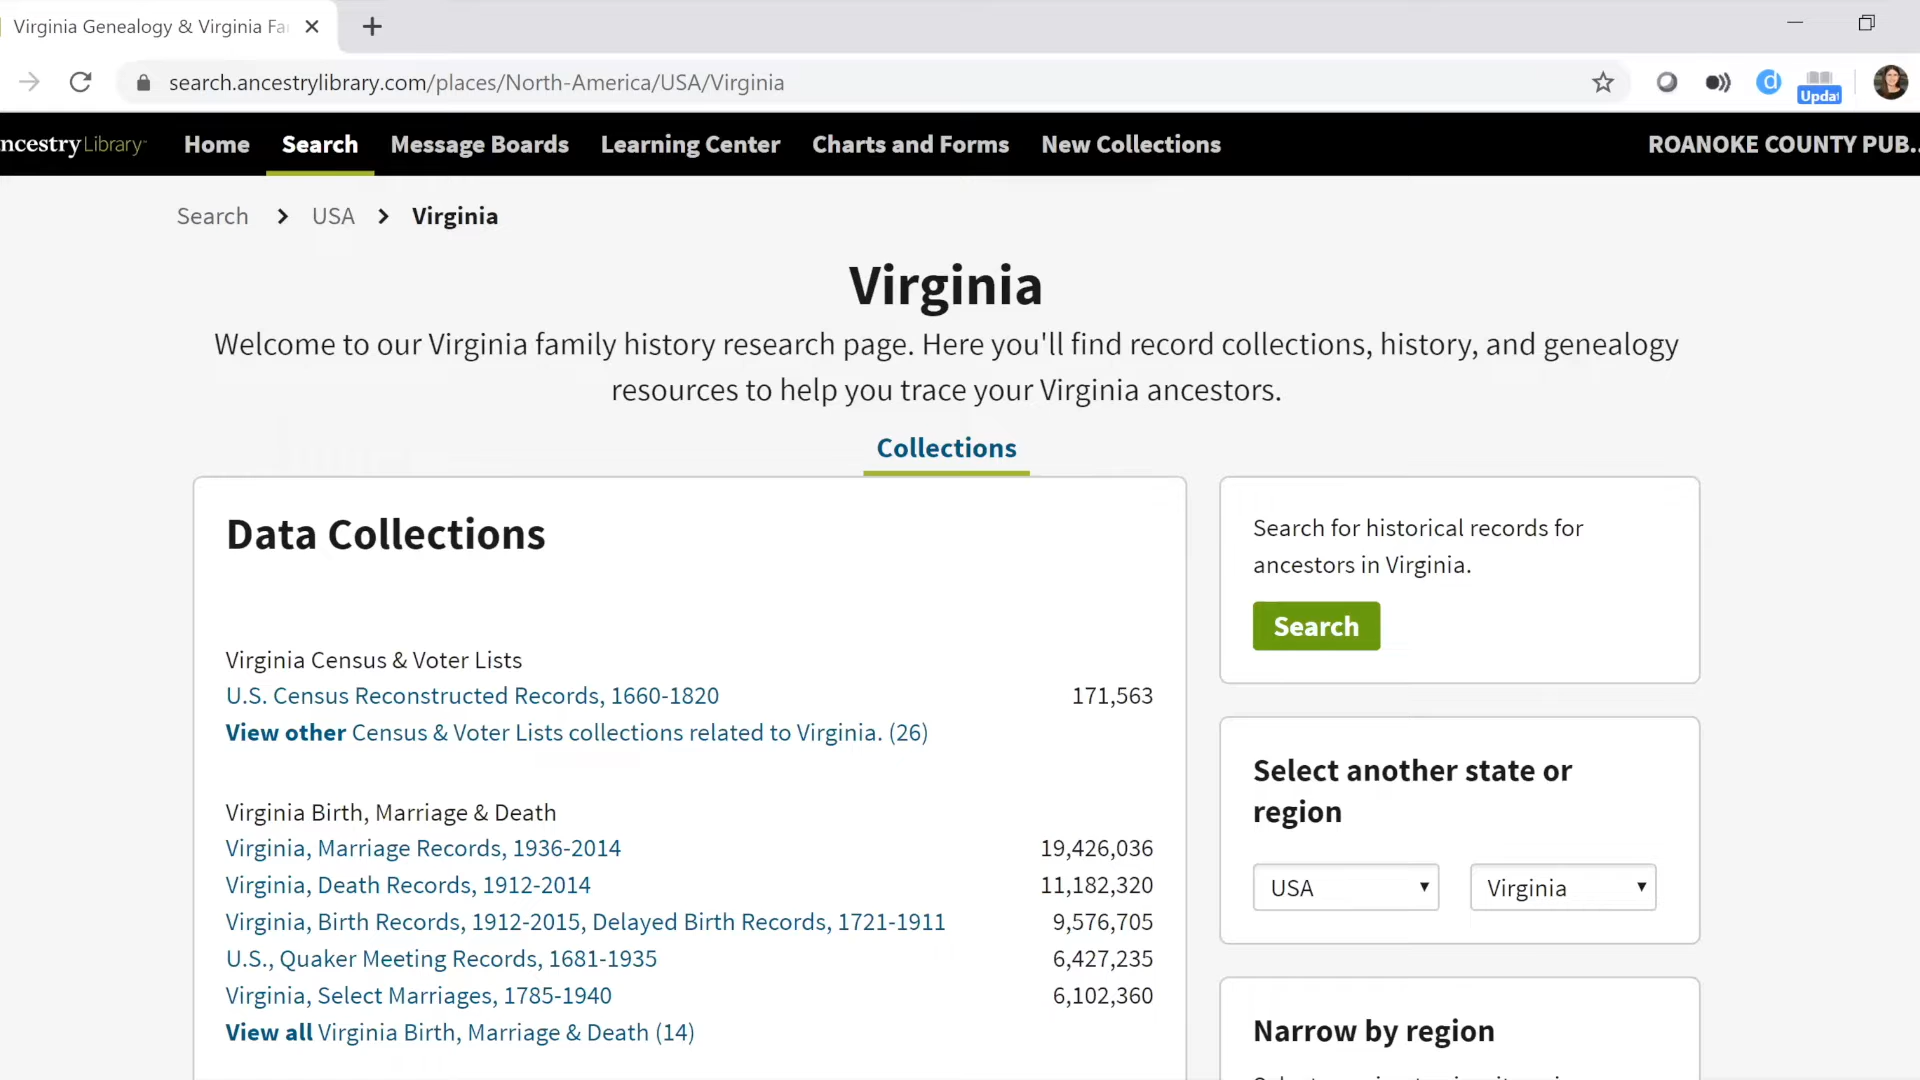 Virginia Genealogy & Virginia Fa
search.ancestrylibrary.com/places/North-America/USA/Virginia
Updat
ncestryLibrary
Home
Search
Message Boards
Learning Center
Charts and Forms
New Collections
ROANOKE COUNTY PUB..
Search > USA > Virginia
Virginia
Welcome to our Virginia family history research page. Here you'll find record collections, history, and genealogy
resources to help you trace your Virginia ancestors.
Collections
Data Collections
Virginia Census & Voter Lists
U.S. Census Reconstructed Records, 1660-1820 171,563
View other Census & Voter Lists collections related to Virginia. (26)
Virginia Birth, Marriage & Death
Virginia, Marriage Records, 1936-2014 19,426,036
Virginia, Death Records, 1912-2014 11,182,320
Virginia, Birth Records, 1912-2015, Delayed Birth Records, 1721-1911 9,576,705
U.S., Quaker Meeting Records, 1681-1935 6,427,235
Virginia, Select Marriages, 1785-1940 6,102,360
View all Virginia Birth, Marriage & Death (14)
Search for historical records for
ancestors in Virginia.
Search
Select another state or
region
USA
Virginia
Narrow by region